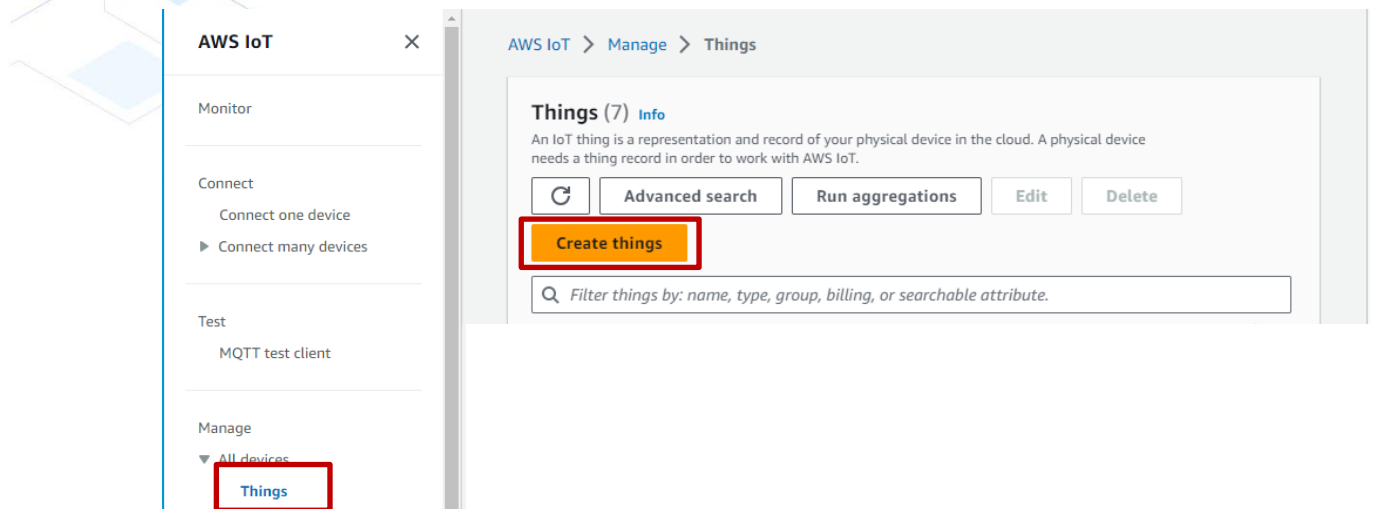 AWS IoT
Monitor
Connect
Connect one device
Connect many devices
Test
MQTT test client
Manage
All devices
Things
AWS IoT > Manage > Things
Things (7) Info
An IoT thing is a representation and record of your physical device in the cloud. A physical device
needs a thing record in order to work with AWS IoT.
Advanced search Run aggregations Edit Delete
Create things
Filter things by: name, type, group, billing, or searchable attribute.